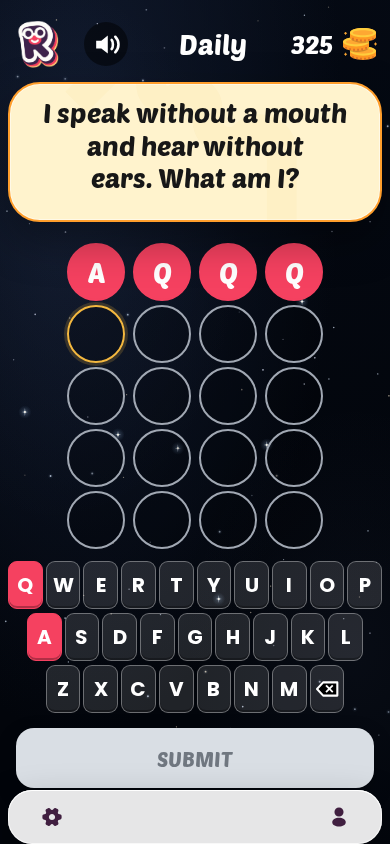 R
Daily
325
I speak without a mouth
and hear without
ears. What am I?
A Q Q Q
Q W E R T Y U I O P
A S D F G H J K L
Z X C V B N M
SUBMIT